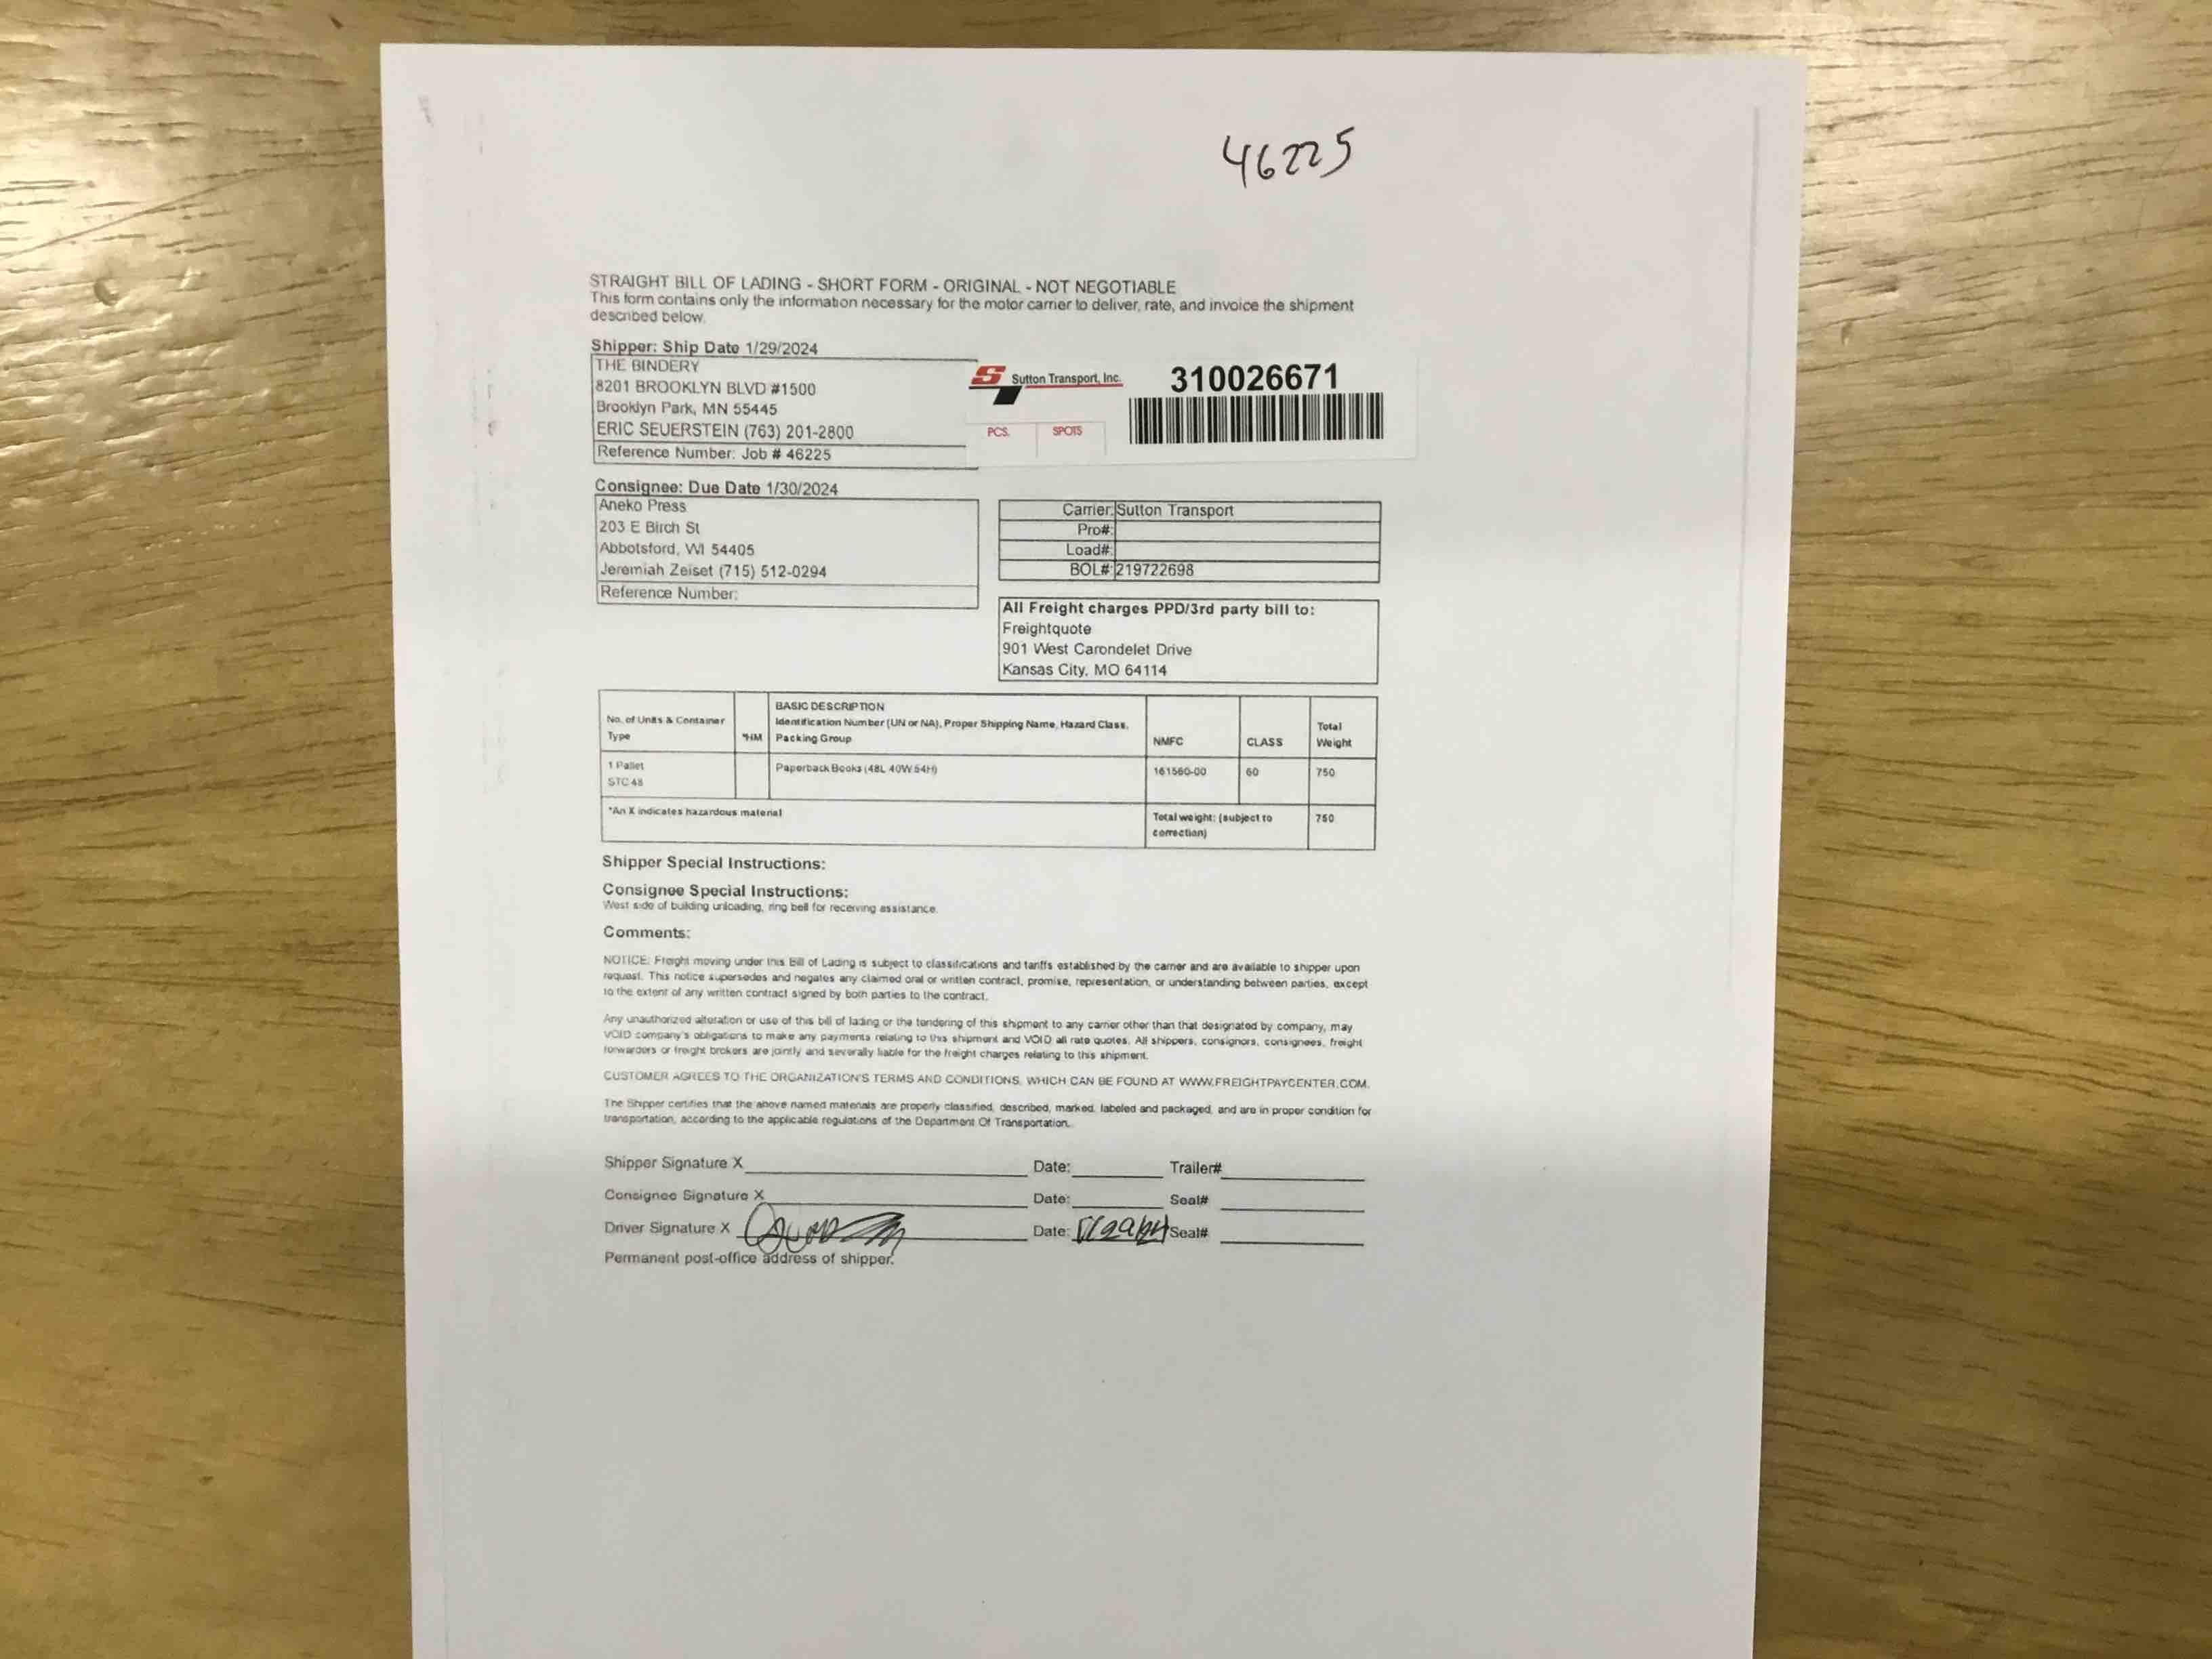 46225
STRAIGHT BILL OF LADING - SHORT FORM - ORIGINAL - NOT NEGOTIABLE
This form contains only the information necessary for the motor carrier to deliver, rate, and invoice the shipment
described below.
Shipper: Ship Date 1/29/2024
THE BINDERY
8201 BROOKLYN BLVD #1500
Brooklyn Park, MN 55445
ERIC SEUERSTEIN (763) 201-2800
Reference Number: Job # 46225
Sutton Transport, Inc.
310026671
PCS.
SPOTS
Consignee: Due Date 1/30/2024
Aneko Press
203 E Birch St
Abbotsford, WI 54405
Jeremiah Zeiset (715) 512-0294
Reference Number:
Carrier: Sutton Transport
Pro#:
Load#:
BOL#: 219722698
All Freight charges PPD/3rd party bill to:
Freightquote
901 West Carondelet Drive
Kansas City, MO 64114
No. of Units & Container
Type
*HM
BASIC DESCRIPTION
Identification Number (UN or NA), Proper Shipping Name, Hazard Class,
Packing Group
NMFC
CLASS
Total
Weight
1 Pallet
STC 48
Paperback Books (48L 40W 54H)
161560-00
60
750
*An X indicates hazardous material
Total weight: (subject to
correction)
750
Shipper Special Instructions:
Consignee Special Instructions:
West side of building unloading, ring bell for receiving assistance.
Comments:
NOTICE: Freight moving under this Bill of Lading is subject to classifications and tariffs established by the carrier and are available to shipper upon
request. This notice supersedes and negates any claimed oral or written contract, promise, representation, or understanding between parties, except
to the extent of any written contract signed by both parties to the contract.
Any unauthorized alteration or use of this bill of lading or the tendering of this shipment to any carrier other than that designated by company, may
VOID company's obligations to make any payments relating to this shipment and VOID all rate quotes. All shippers, consignors, consignees, freight
forwarders or freight brokers are jointly and severally liable for the freight charges relating to this shipment.
CUSTOMER AGREES TO THE ORGANIZATION'S TERMS AND CONDITIONS, WHICH CAN BE FOUND AT WWW.FREIGHTPAYCENTER.COM.
The Shipper certifies that the above named materials are properly classified, described, marked, labeled and packaged, and are in proper condition for
transportation, according to the applicable regulations of the Department Of Transportation.
Shipper Signature X Date: Trailer#
Consignee Signature X Date: Seal#
Driver Signature X Date: Seal#
Permanent post-office address of shipper.